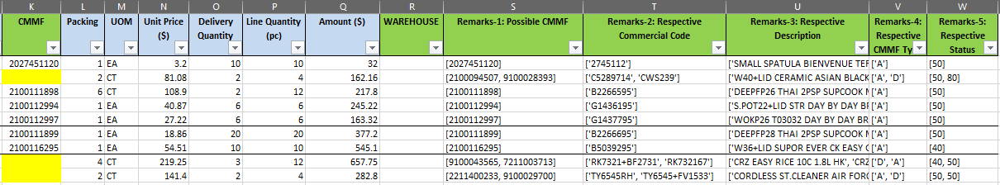 K L M N O P Q R S T U V W
CMMF Packing UOM Unit Price ($) Delivery Quantity Line Quantity (pc) Amount ($) WAREHOUSE Remarks-1: Possible CMMF Remarks-2: Respective Commercial Code Remarks-3: Respective Description Remarks-4: Respective CMMF Ty Remarks-5: Respective Status
2027451120 1 EA 3.2 10 10 32 [2027451120] ['2745112'] ['SMALL SPATULA BIENVENUE TEF ['A'] [50]
2 CT 81.08 2 4 162.16 [2100094507, 9100028393] ['C5289714', 'CWS239'] ['W40+LID CERAMIC ASIAN BLACK ['A', 'D'] [50, 80]
2100111898 6 CT 108.9 2 12 217.8 [2100111898] ['B2266595'] ['DEEPFP26 THAI 2PSP SUPCOOK M ['A'] [50]
2100112994 1 EA 40.87 6 6 245.22 [2100112994] ['G1436195'] ['S.POT22+LID STR DAY BY DAY BF ['A'] [50]
2100112997 1 EA 27.22 6 6 163.32 [2100112997] ['G1437795'] ['WOKP26 T03032 DAY BY DAY BR ['A'] [50]
2100111899 1 EA 18.86 20 20 377.2 [2100111899] ['B2266695'] ['DEEPFP28 THAI 2PSP SUPCOOK M ['A'] [50]
2100116295 1 EA 54.51 10 10 545.1 [2100116295] ['B5039295'] ['W36+LID SUPOR EVER CK EASY ['A'] [40]
4 CT 219.25 3 12 657.75 [9100043565, 7211003713] ['RK7321+BF2731', 'RK732167'] ['CRZ EASY RICE 10C 1.8L HK', 'CRZ ['D', 'A'] [40, 50]
2 CT 141.4 2 4 282.8 [2211400233, 9100029700] ['TY6545RH', 'TY6545+FV1533'] ['CORDLESS ST.CLEANER AIR FORC ['A', 'D'] [50, 50]